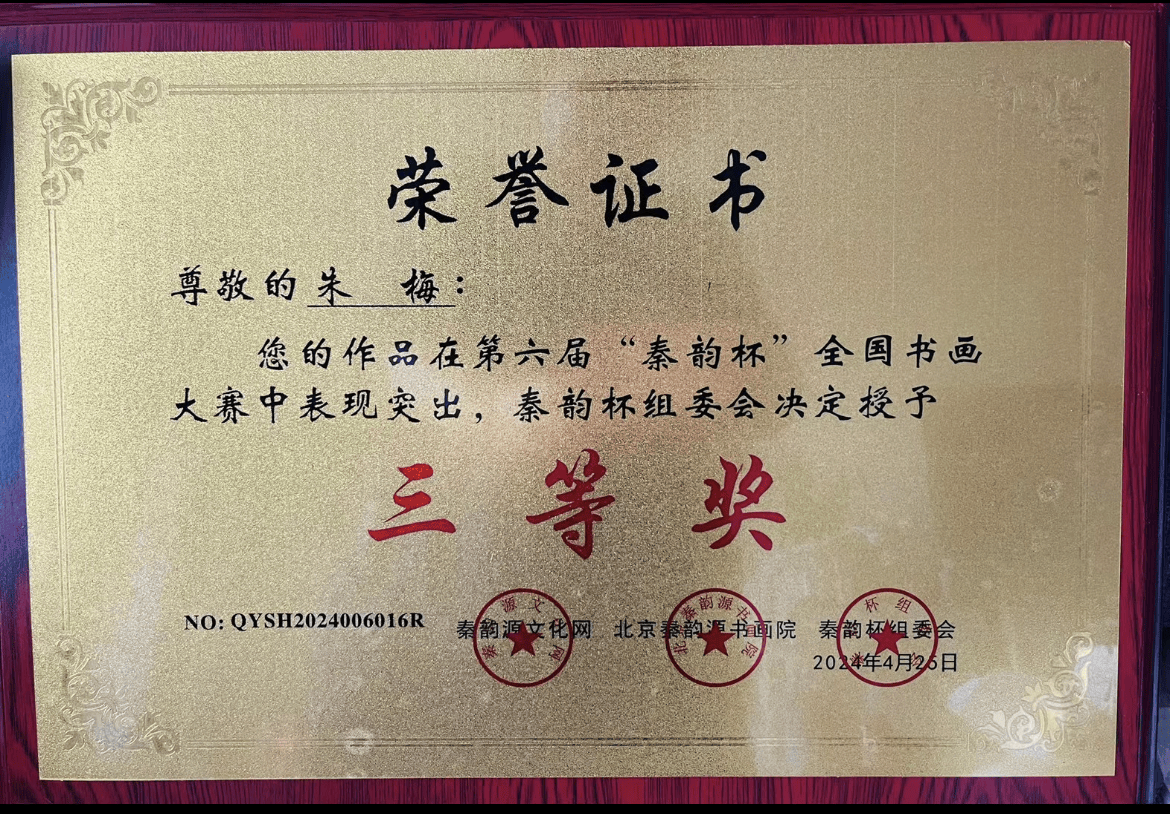 荣誉证书
尊敬的 朱 梅：
您的作品在第六届“秦韵杯”全国书画
大赛中表现突出，秦韵杯组委会决定授予
三等奖
NO: QYSH2024006016R
秦韵源文化网 北京秦韵源书画院 秦韵杯组委会
2024年4月25日